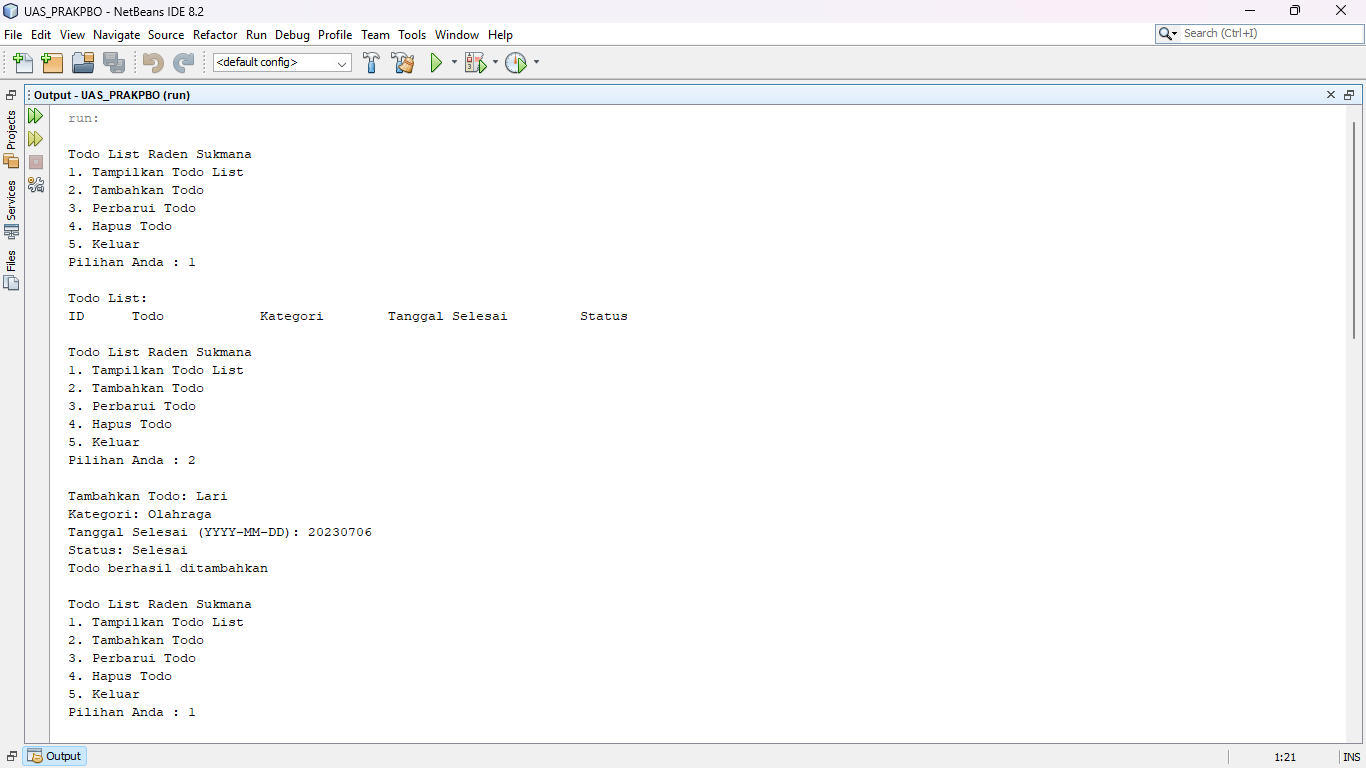 UAS_PRAKPBO - NetBeans IDE 8.2
File Edit View Navigate Source Refactor Run Debug Profile Team Tools Window Help
Search (Ctrl+I)
<default config>
Output - UAS_PRAKPBO (run)
Projects
Services
Files
run:
Todo List Raden Sukmana
1. Tampilkan Todo List
2. Tambahkan Todo
3. Perbarui Todo
4. Hapus Todo
5. Keluar
Pilihan Anda : 1
Todo List:
ID Todo Kategori Tanggal Selesai Status
Todo List Raden Sukmana
1. Tampilkan Todo List
2. Tambahkan Todo
3. Perbarui Todo
4. Hapus Todo
5. Keluar
Pilihan Anda : 2
Tambahkan Todo: Lari
Kategori: Olahraga
Tanggal Selesai (YYYY-MM-DD): 20230706
Status: Selesai
Todo berhasil ditambahkan
Todo List Raden Sukmana
1. Tampilkan Todo List
2. Tambahkan Todo
3. Perbarui Todo
4. Hapus Todo
5. Keluar
Pilihan Anda : 1
Output
1:21 INS